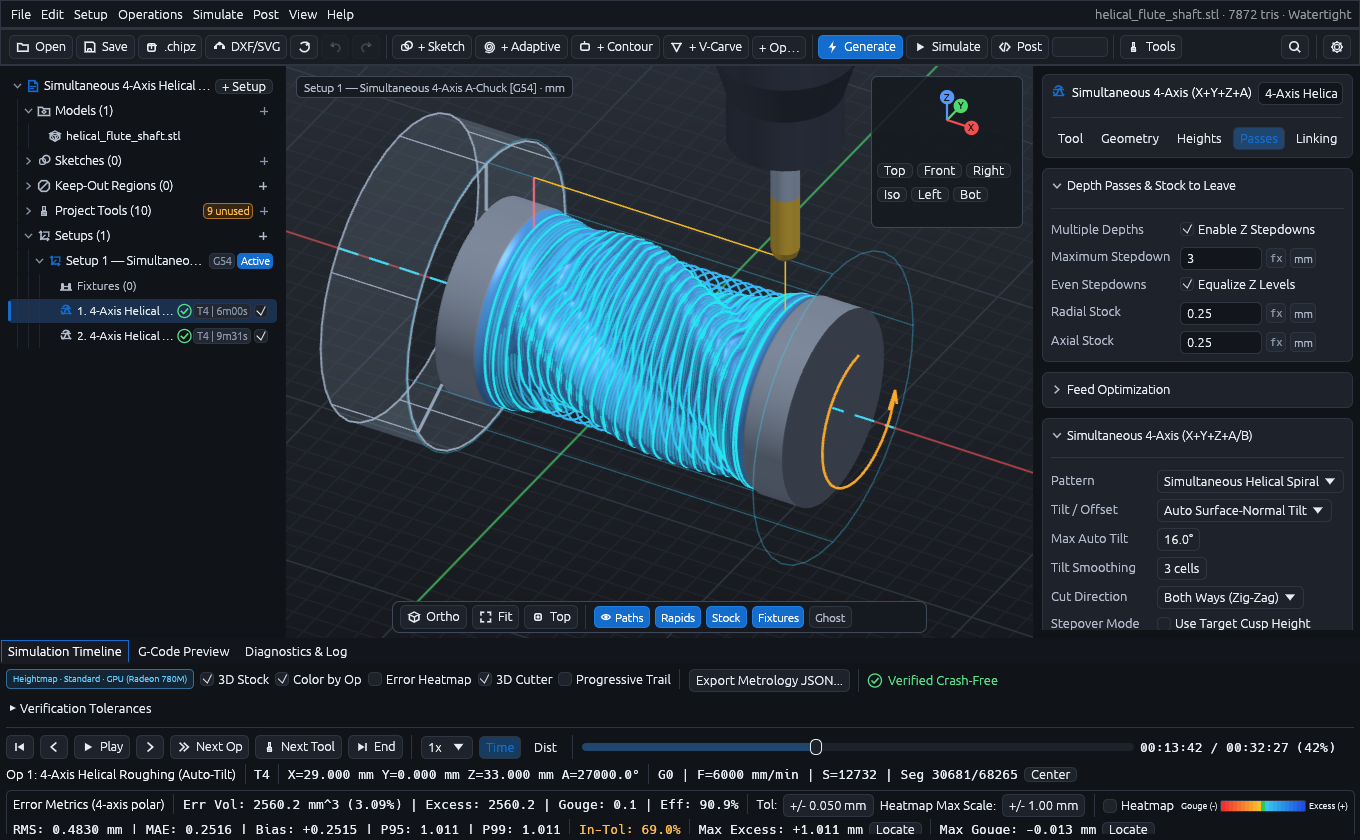 File Edit Setup Operations Simulate Post View Help
helical_flute_shaft.stl · 7872 tris · Watertight
Open Save .chipz DXF/SVG + Sketch + Adaptive + Contour + V-Carve + Op... Generate Simulate Post Tools
Simultaneous 4-Axis Helical ... + Setup
Models (1) +
helical_flute_shaft.stl
Sketches (0) +
Keep-Out Regions (0) +
Project Tools (10) 9 unused +
Setups (1) +
Setup 1 — Simultaneo... G54 Active
Fixtures (0)
1. 4-Axis Helical ... T4 | 6m00s
2. 4-Axis Helical ... T4 | 9m31s
Setup 1 — Simultaneous 4-Axis A-Chuck [G54] · mm
Z
Y
X
Top Front Right
Iso Left Bot
Ortho Fit Top Paths Rapids Stock Fixtures Ghost
Simultaneous 4-Axis (X+Y+Z+A) 4-Axis Helica
Tool Geometry Heights Passes Linking
Depth Passes & Stock to Leave
Multiple Depths Enable Z Stepdowns
Maximum Stepdown 3 fx mm
Even Stepdowns Equalize Z Levels
Radial Stock 0.25 fx mm
Axial Stock 0.25 fx mm
Feed Optimization
Simultaneous 4-Axis (X+Y+Z+A/B)
Pattern Simultaneous Helical Spiral
Tilt / Offset Auto Surface-Normal Tilt
Max Auto Tilt 16.0°
Tilt Smoothing 3 cells
Cut Direction Both Ways (Zig-Zag)
Stepover Mode Use Target Cusp Height
Simulation Timeline G-Code Preview Diagnostics & Log
Heightmap · Standard · GPU (Radeon 780M) 3D Stock Color by Op Error Heatmap 3D Cutter Progressive Trail Export Metrology JSON... Verified Crash-Free
Verification Tolerances
Play Next Op Next Tool End 1x Time Dist 00:13:42 / 00:32:27 (42%)
Op 1: 4-Axis Helical Roughing (Auto-Tilt) T4 X=29.000 mm Y=0.000 mm Z=33.000 mm A=27000.0° G0 | F=6000 mm/min | S=12732 | Seg 30681/68265 Center
Error Metrics (4-axis polar) Err Vol: 2560.2 mm^3 (3.09%) | Excess: 2560.2 | Gouge: 0.1 | Eff: 90.9% Tol: +/- 0.050 mm Heatmap Max Scale: +/- 1.00 mm Heatmap Gouge (-) Excess (+)
RMS: 0.4830 mm | MAE: 0.2516 | Bias: +0.2515 | P95: 1.011 | P99: 1.011 In-Tol: 69.0% Max Excess: +1.011 mm Locate Max Gouge: -0.013 mm Locate